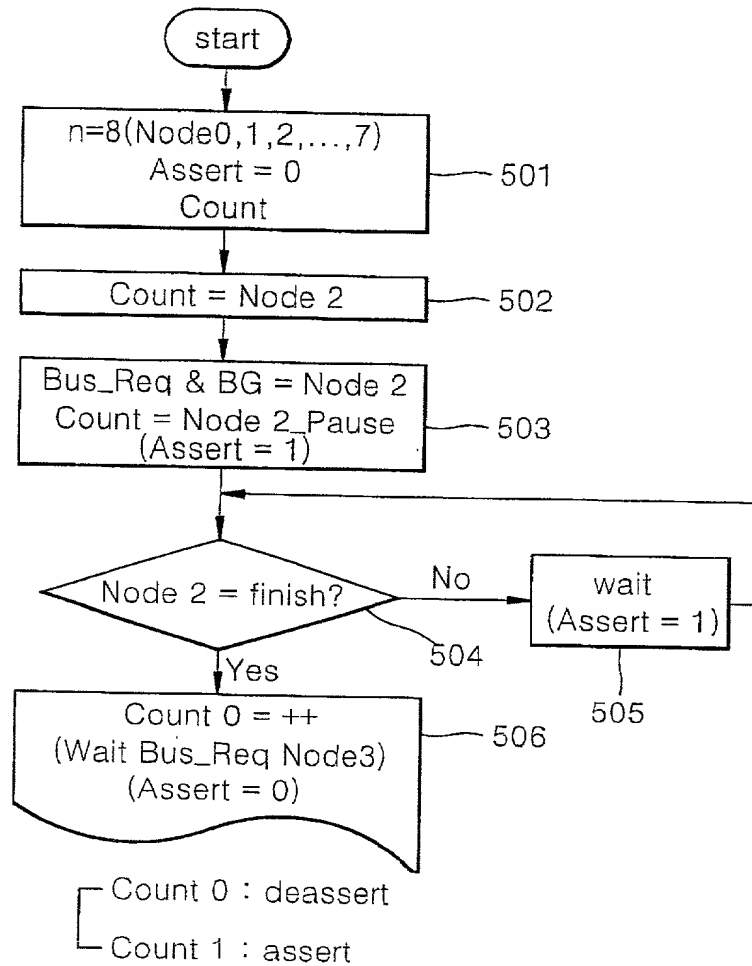 start
n=8(Node0,1,2,...,7)
Assert = 0
Count
501
Count = Node 2
502
Bus_Req & BG = Node 2
Count = Node 2_Pause
(Assert = 1)
503
Node 2 = finish?
504
No
wait
(Assert = 1)
505
Yes
Count 0 = ++
(Wait Bus_Req Node3)
(Assert = 0)
506
Count 0 : deassert
Count 1 : assert